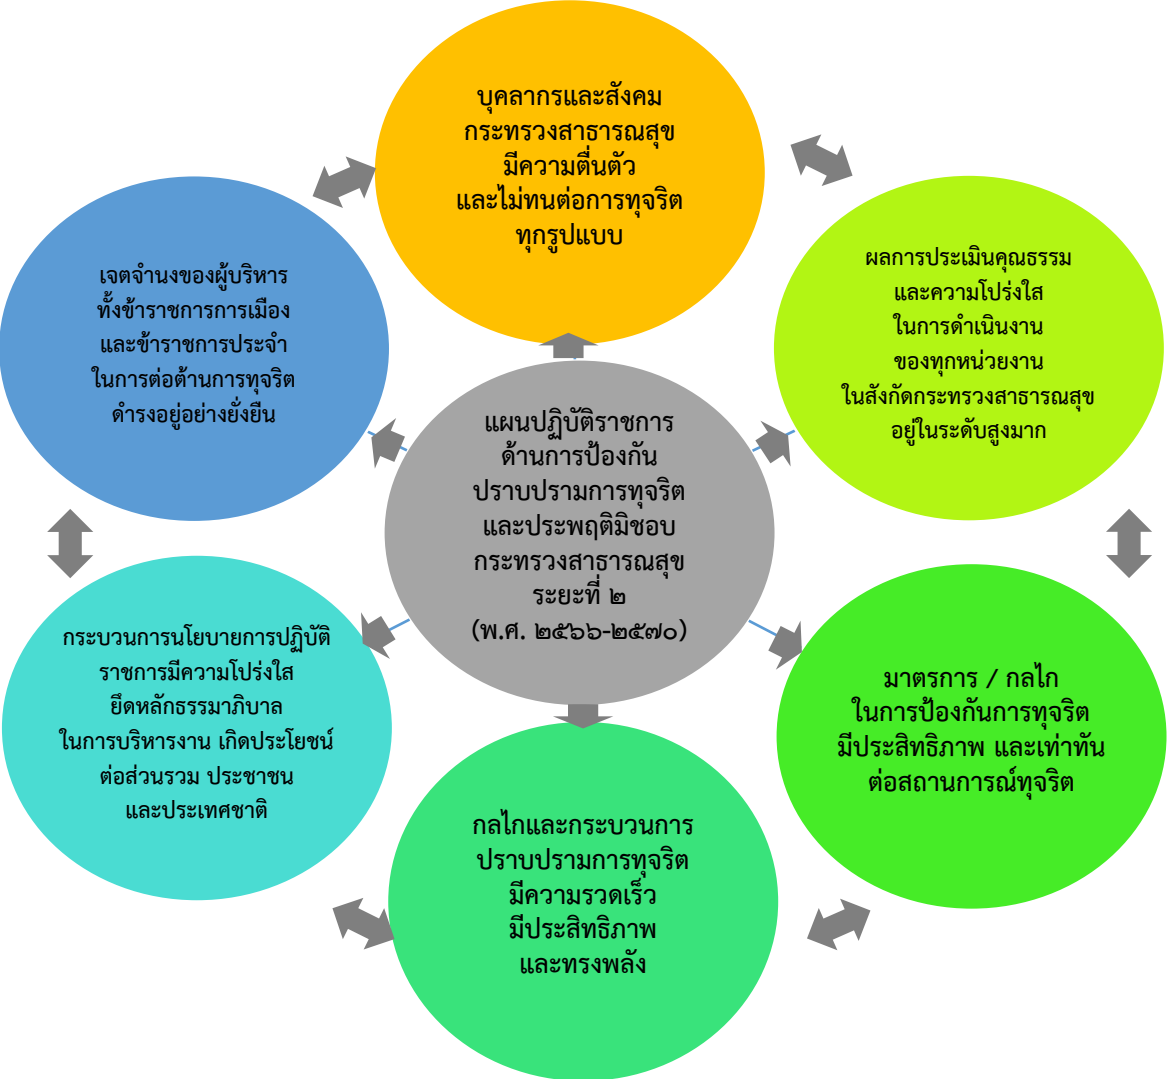 บุคลากรและสังคม
กระทรวงสาธารณสุข
มีความตื่นตัว
และไม่ทนต่อการทุจริต
ทุกรูปแบบ
เจตจำนงของผู้บริหาร
ทั้งข้าราชการการเมือง
และข้าราชการประจำ
ในการต่อต้านการทุจริต
ดำรงอยู่อย่างยั่งยืน
ผลการประเมินคุณธรรม
และความโปร่งใส
ในการดำเนินงาน
ของทุกหน่วยงาน
ในสังกัดกระทรวงสาธารณสุข
อยู่ในระดับสูงมาก
แผนปฏิบัติราชการ
ด้านการป้องกัน
ปราบปรามการทุจริต
และประพฤติมิชอบ
กระทรวงสาธารณสุข
ระยะที่ ๒
(พ.ศ. ๒๕๖๖-๒๕๗๐)
กระบวนการนโยบายการปฏิบัติ
ราชการมีความโปร่งใส
ยึดหลักธรรมาภิบาล
ในการบริหารงาน เกิดประโยชน์
ต่อส่วนรวม ประชาชน
และประเทศชาติ
มาตรการ / กลไก
ในการป้องกันการทุจริต
มีประสิทธิภาพ และเท่าทัน
ต่อสถานการณ์ทุจริต
กลไกและกระบวนการ
ปราบปรามการทุจริต
มีความรวดเร็ว
มีประสิทธิภาพ
และทรงพลัง